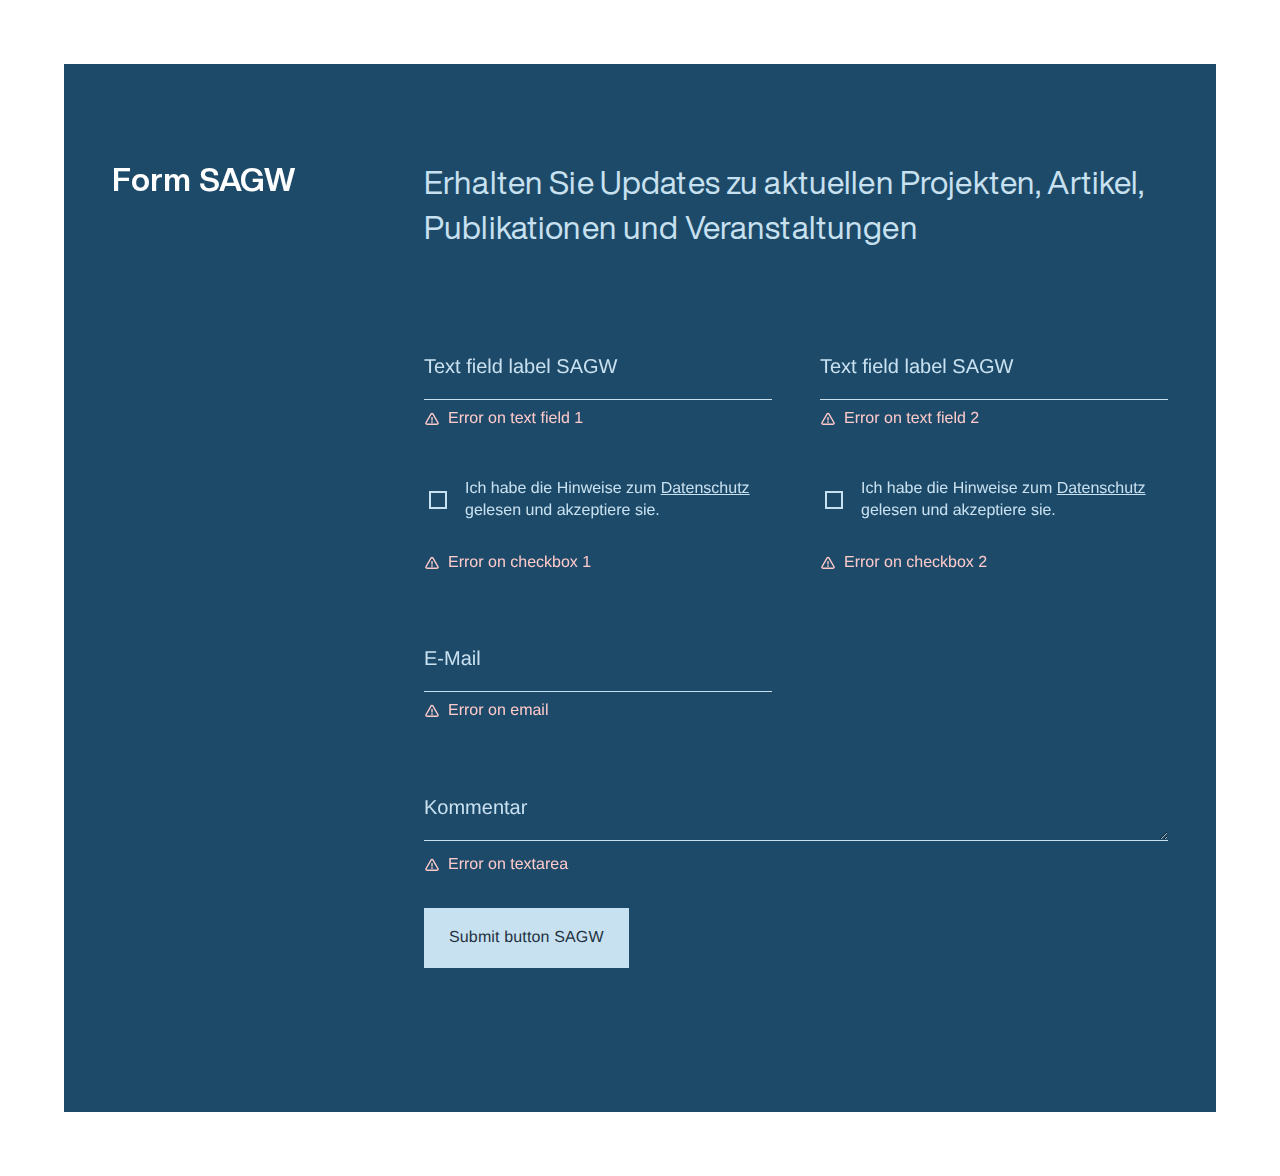 Form SAGW
Erhalten Sie Updates zu aktuellen Projekten, Artikel,
Publikationen und Veranstaltungen
Text field label SAGW
Text field label SAGW
Error on text field 1
Error on text field 2
Ich habe die Hinweise zum Datenschutz
gelesen und akzeptiere sie.
Ich habe die Hinweise zum Datenschutz
gelesen und akzeptiere sie.
Error on checkbox 1
Error on checkbox 2
E-Mail
Error on email
Kommentar
Error on textarea
Submit button SAGW